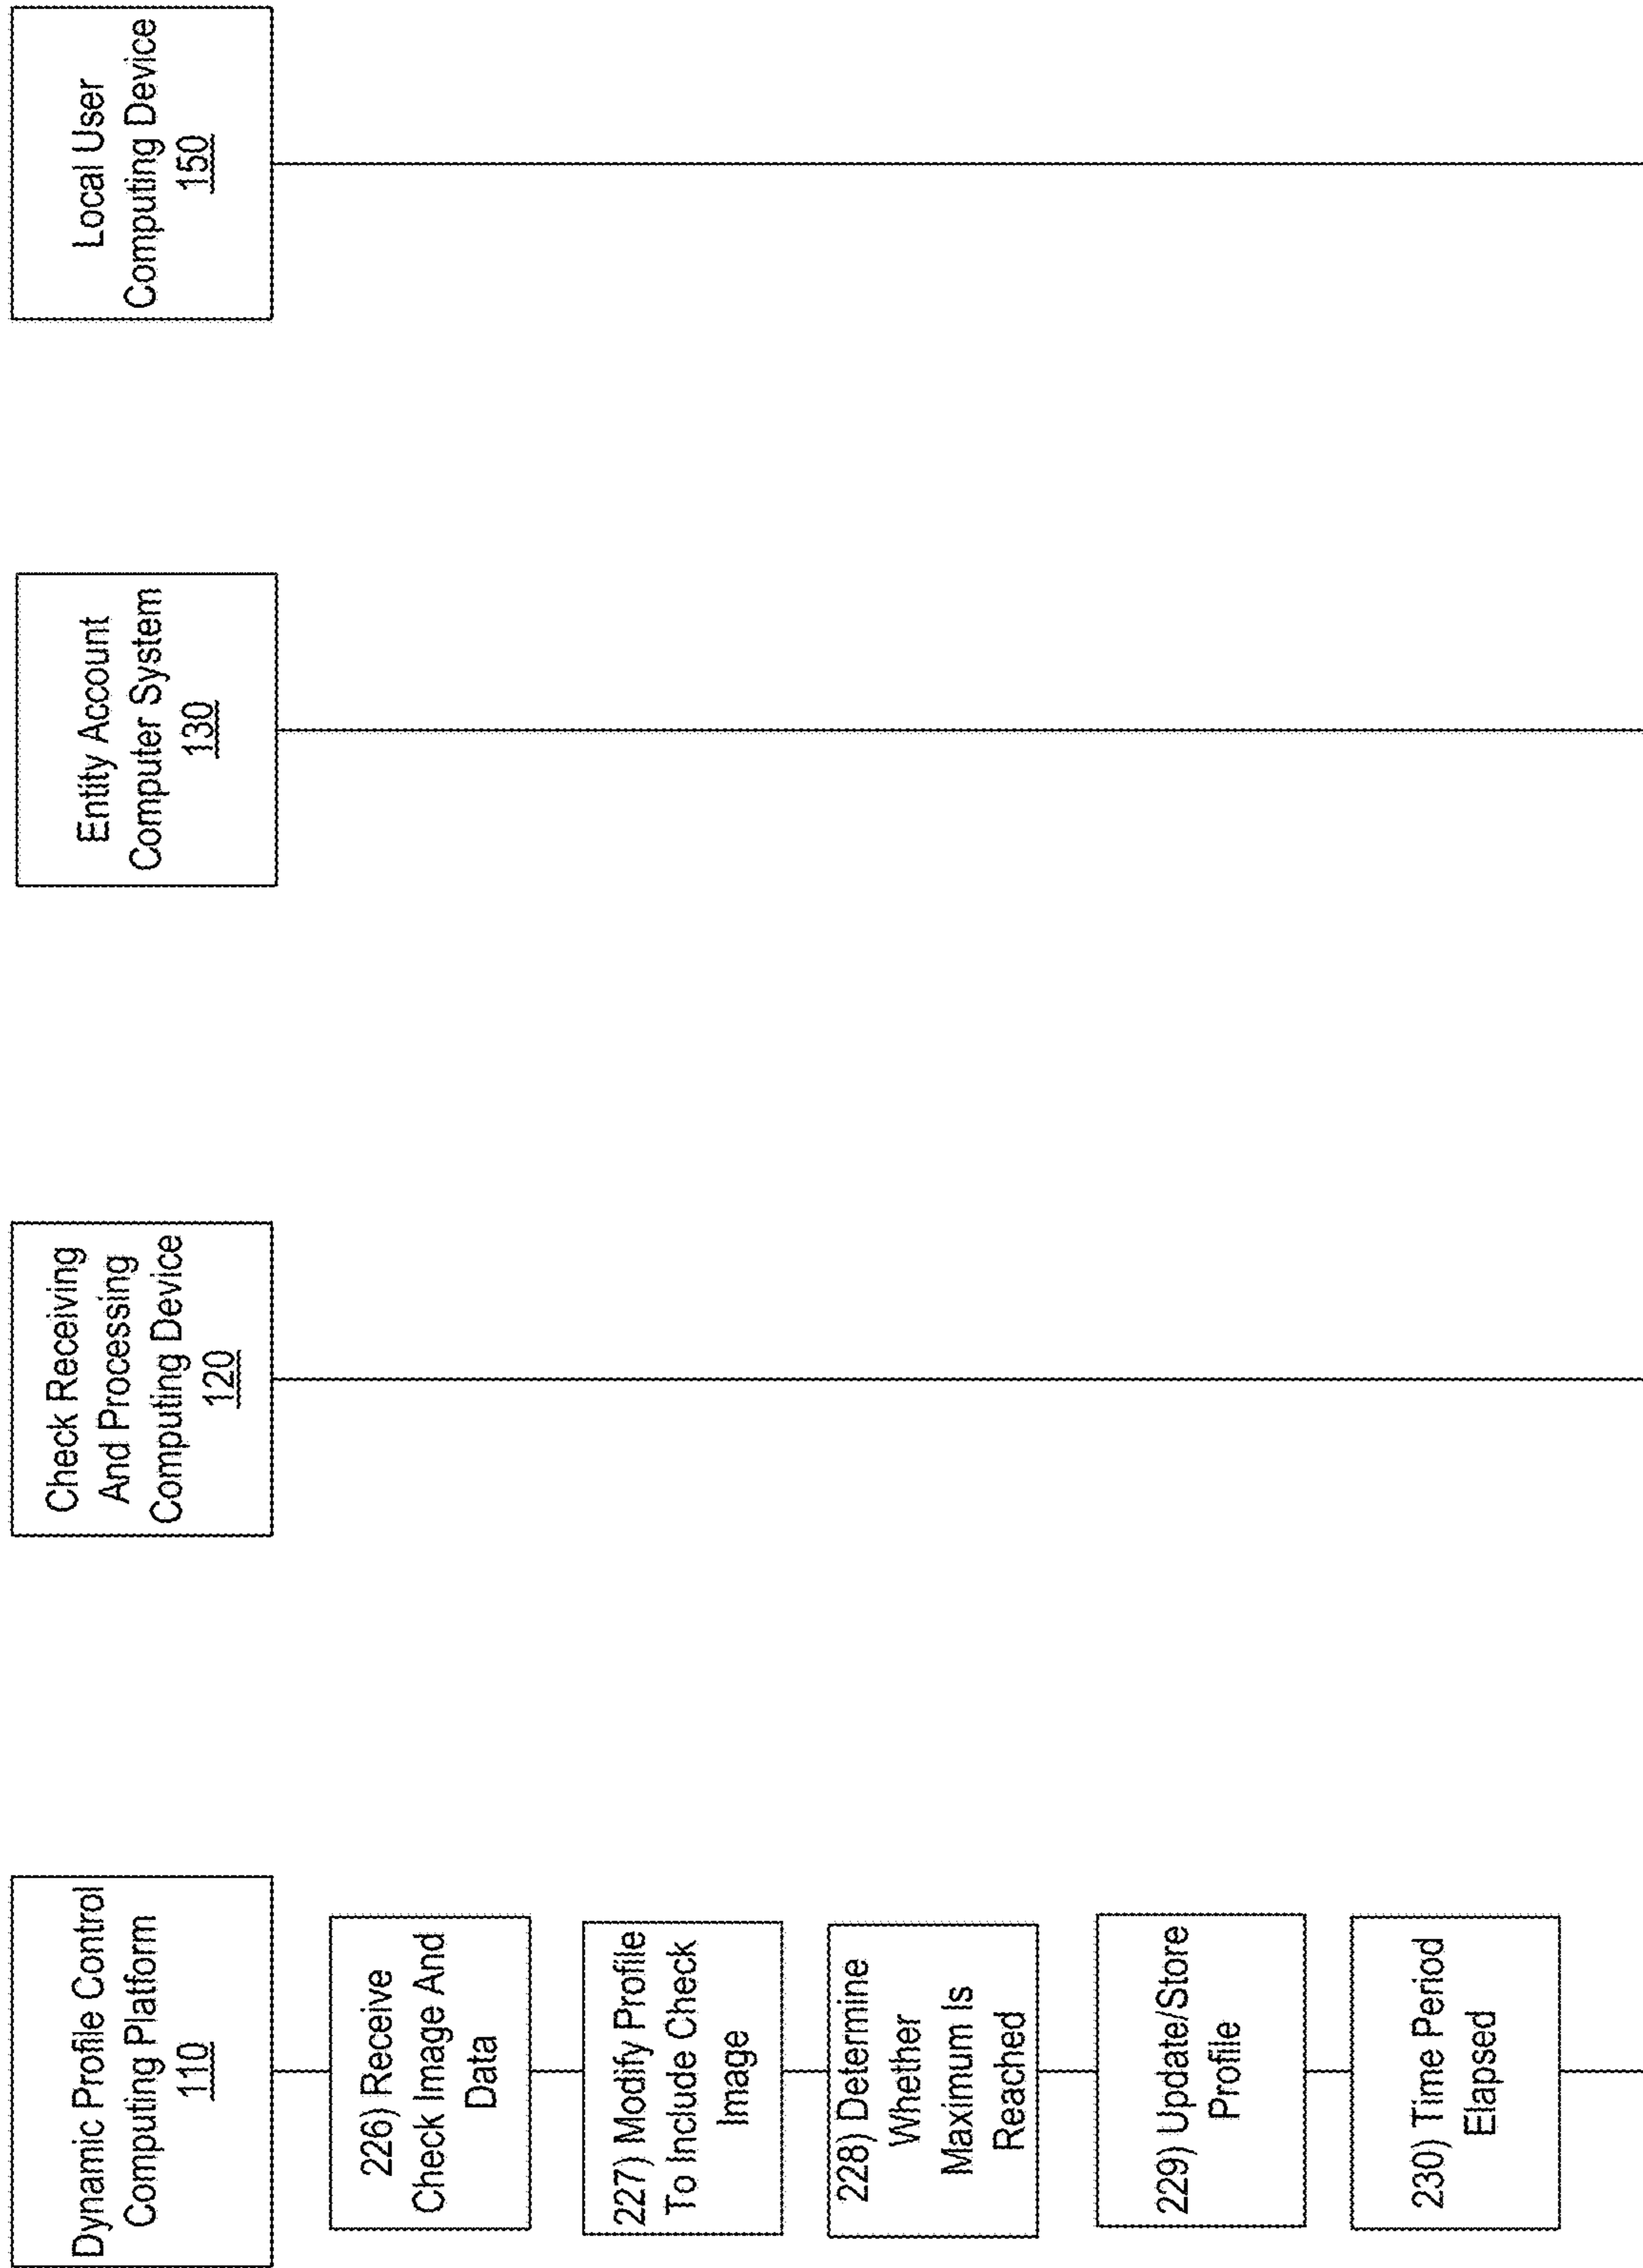 Dynamic Profile Control
Computing Platform
110
Check Receiving
And Processing
Computing Device
120
Entity Account
Computer System
130
Local User
Computing Device
150
226) Receive
Check Image And
Data
227) Modify Profile
To Include Check
Image
228) Determine
Whether
Maximum Is
Reached
229) Update/Store
Profile
230) Time Period
Elapsed